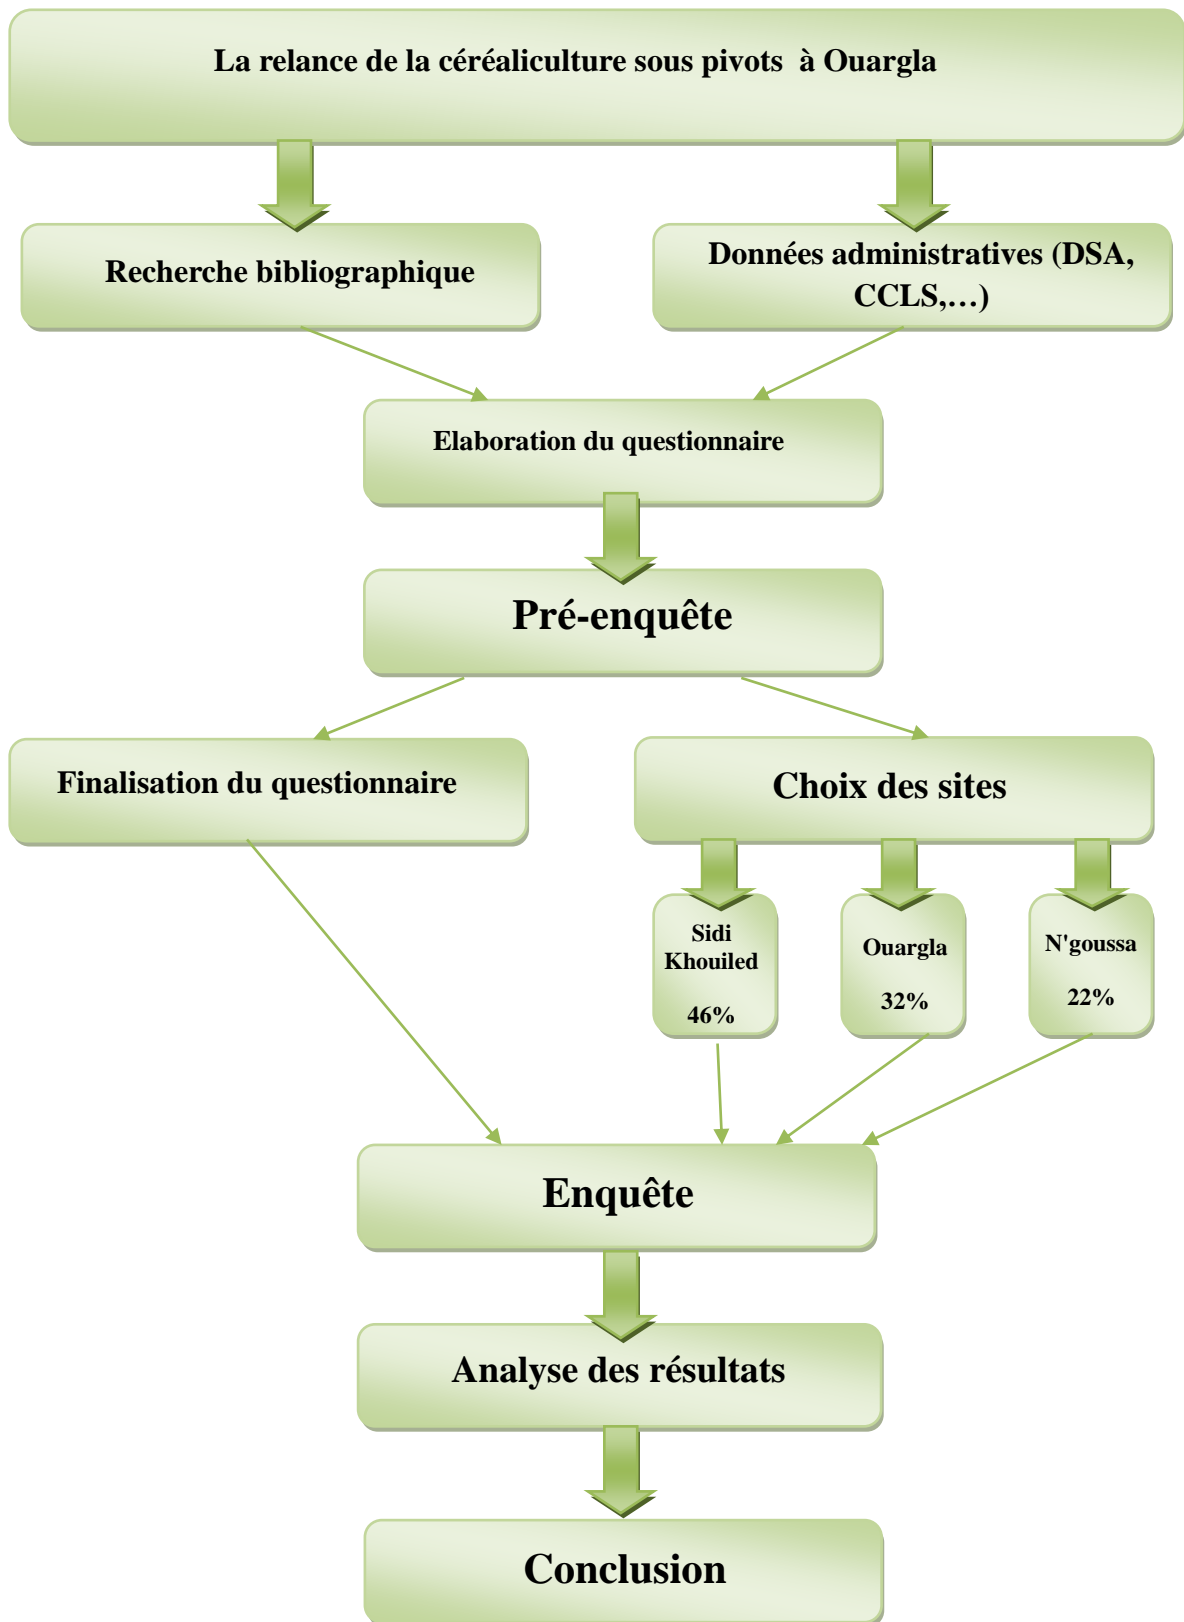 La relance de la céréaliculture sous pivots à Ouargla
Recherche bibliographique
Données administratives (DSA,
CCLS,…)
Elaboration du questionnaire
Pré-enquête
Finalisation du questionnaire
Choix des sites
Sidi
Khouiled
46%
Ouargla
32%
N'goussa
22%
Enquête
Analyse des résultats
Conclusion